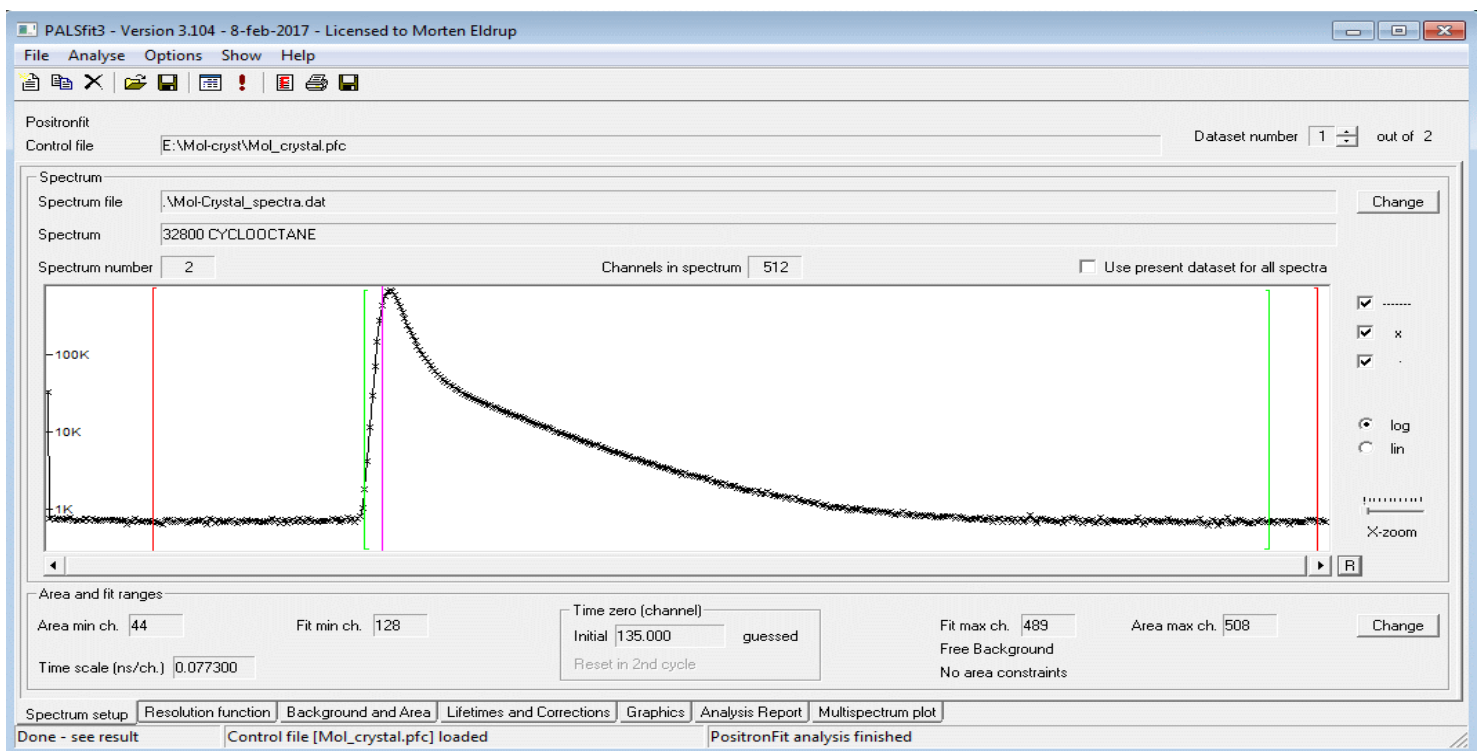 PALSfit3 - Version 3.104 - 8-feb-2017 - Licensed to Morten Eldrup
File Analyse Options Show Help
Positronfit
Control file E:\Mol-cryst\Mol_crystal.pfc Dataset number 1 out of 2
Spectrum
Spectrum file .\Mol-Crystal_spectra.dat Change
Spectrum 32800 CYCLOOCTANE
Spectrum number 2 Channels in spectrum 512 Use present dataset for all spectra
-------
x
100K
10K
log
lin
1K
X-zoom
R
Area and fit ranges
Time zero (channel)
Area min ch. 44 Fit min ch. 128 Initial 135.000 guessed Fit max ch. 489 Area max ch. 508 Change
Free Background
Time scale (ns/ch.) 0.077300 Reset in 2nd cycle No area constraints
Spectrum setup Resolution function Background and Area Lifetimes and Corrections Graphics Analysis Report Multispectrum plot
Done - see result Control file [Mol_crystal.pfc] loaded PositronFit analysis finished